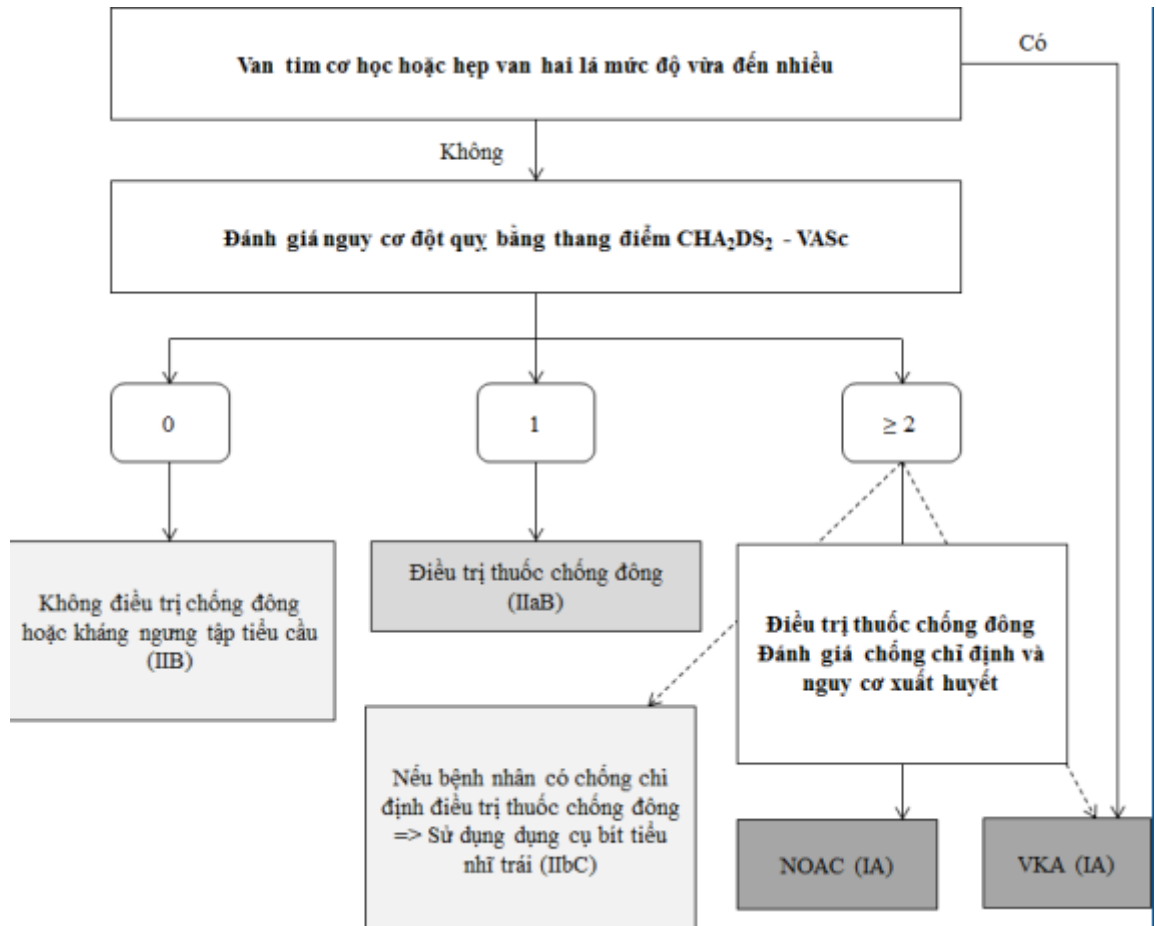 Có
Van tim cơ học hoặc hẹp van hai lá mức độ vừa đến nhiều
Không
Đánh giá nguy cơ đột quỵ bằng thang điểm CHA₂DS₂ - VASc
0
1
≥ 2
Không điều trị chống đông
hoặc kháng ngưng tập tiểu cầu
(IIB)
Điều trị thuốc chống đông
(IIaB)
Điều trị thuốc chống đông
Đánh giá chống chỉ định và
nguy cơ xuất huyết
Nếu bệnh nhân có chống chỉ
định điều trị thuốc chống đông
=> Sử dụng dụng cụ bít tiểu
nhĩ trái (IIbC)
NOAC (IA)
VKA (IA)